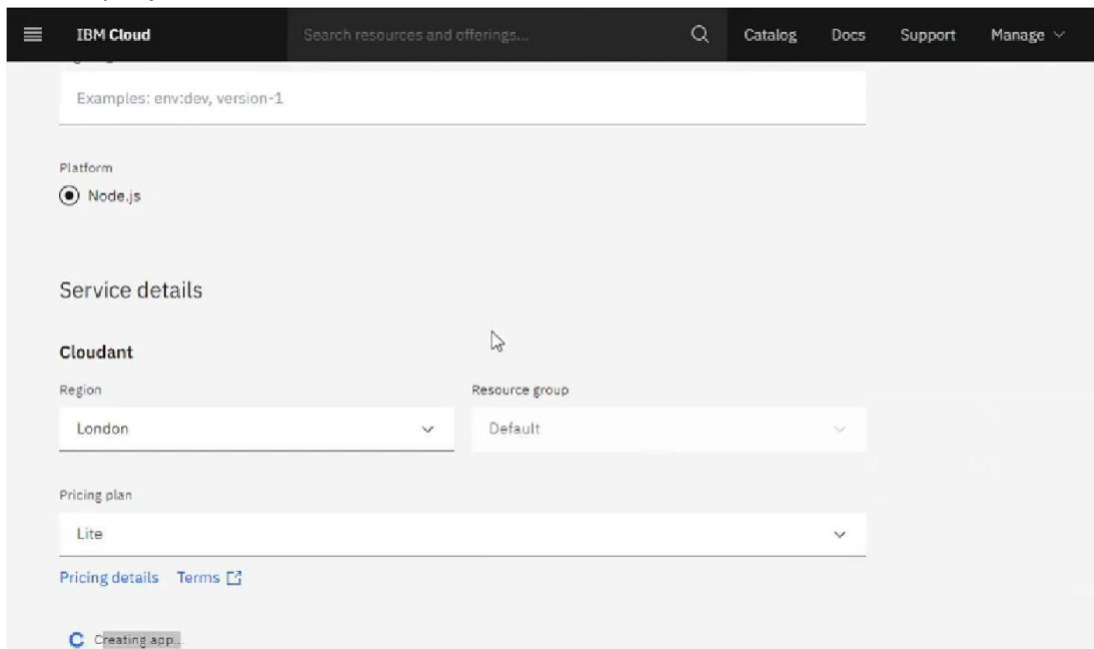 IBM Cloud Search resources and offerings... Catalog Docs Support Manage
Examples: env:dev, version-1
Platform
Node.js
Service details
Cloudant
Region Resource group
London Default
Pricing plan
Lite
Pricing details Terms
Creating app...